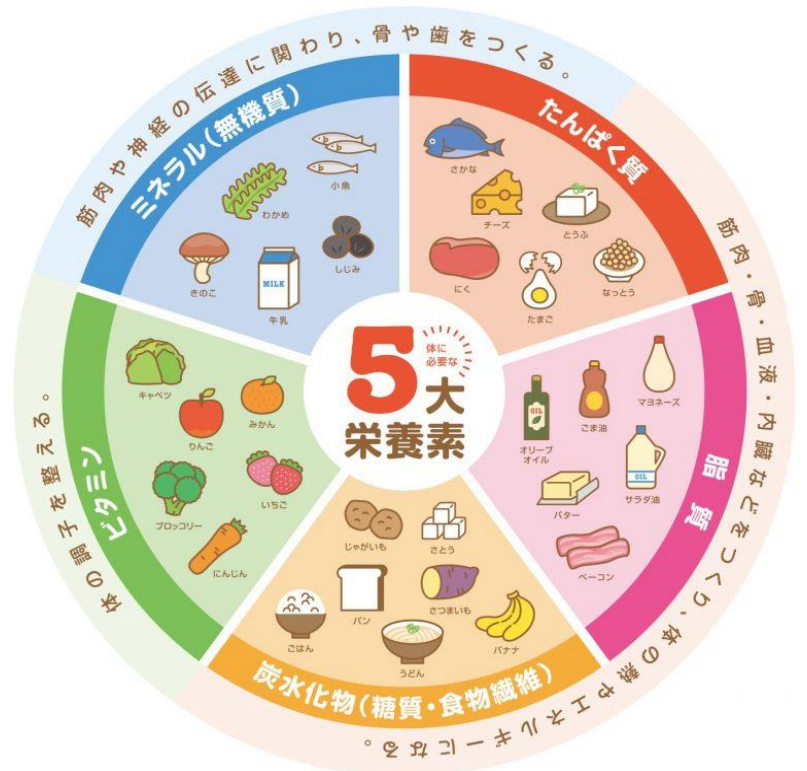 筋肉や神経の伝達に関わり、骨や歯をつくる。
ミネラル(無機質)
小魚
わかめ
しじみ
きのこ
MILK
牛乳
たんぱく質
さかな
チーズ
とうふ
にく
たまご
なっとう
筋肉・骨・血液・内臓などをつくり、体の熱やエネルギーになる。
体に
必要な
5大
栄養素
脂質
マヨネーズ
ごま油
OIL
オリーブ
オイル
OIL
サラダ油
バター
ベーコン
体の調子を整える。
ビタミン
キャベツ
りんご
みかん
いちご
ブロッコリー
にんじん
炭水化物(糖質・食物繊維)
じゃがいも
さとう
パン
さつまいも
ごはん
うどん
バナナ